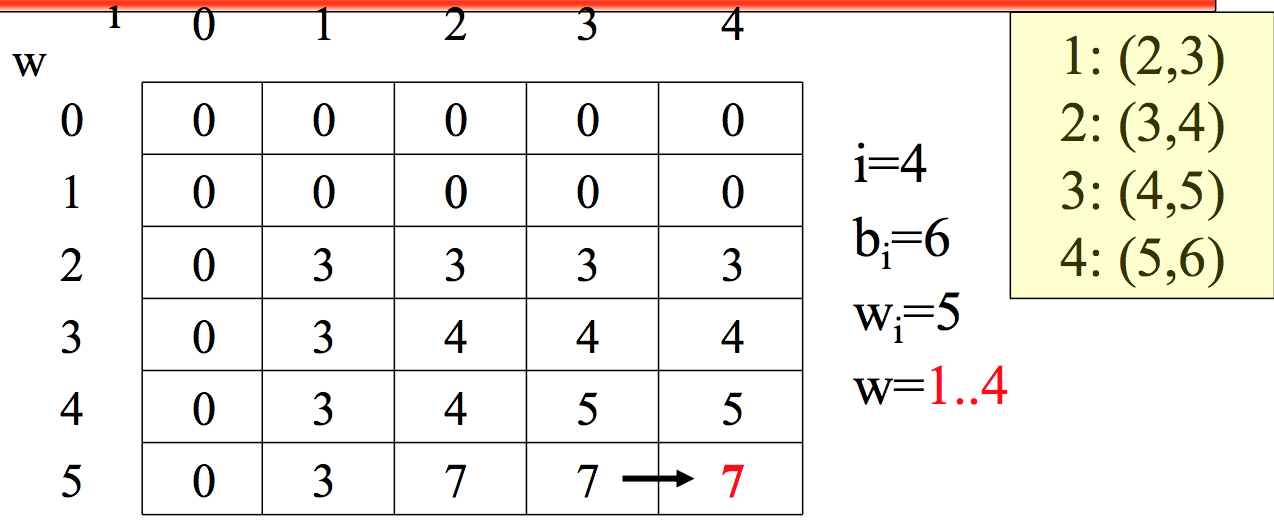 i 0 1 2 3 4
w
0 0 0 0 0 0
1 0 0 0 0 0
2 0 3 3 3 3
3 0 3 4 4 4
4 0 3 4 5 5
5 0 3 7 7 7
i=4
bi=6
wi=5
w=1..4
1: (2,3)
2: (3,4)
3: (4,5)
4: (5,6)